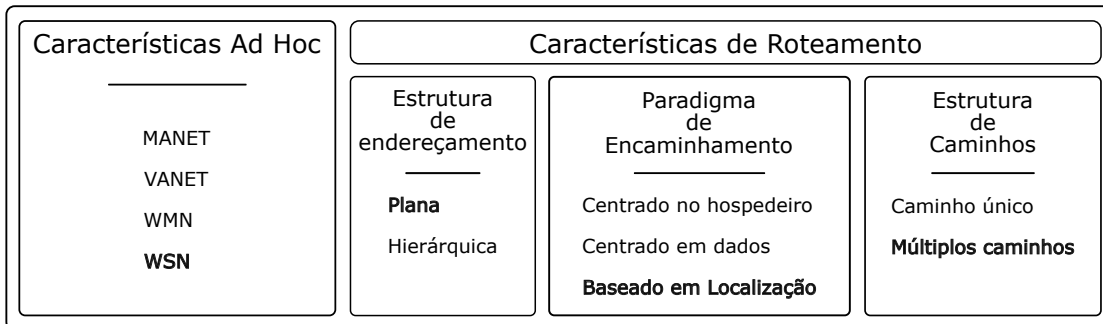 Características Ad Hoc
MANET
VANET
WMN
WSN
Características de Roteamento
Estrutura
de
endereçamento
Plana
Hierárquica
Paradigma
de
Encaminhamento
Centrado no hospedeiro
Centrado em dados
Baseado em Localização
Estrutura
de
Caminhos
Caminho único
Múltiplos caminhos